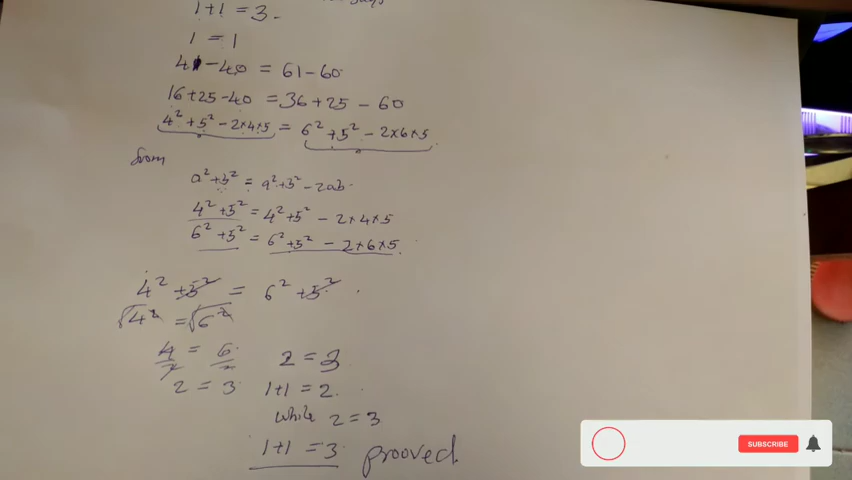 1+1 = 3.
1 = 1
41-40 = 61-60
16+25-40 = 36+25-60
4²+5²-2×4×5 = 6²+5²-2×6×5
from
a²+b² = a²+b²-2ab.
4²+5² = 4²+5²-2×4×5
6²+5² = 6²+5²-2×6×5
4²+5² = 6²+5²
√4² = √6²
4/2 = 6/2
2 = 3
2 = 3
1+1 = 2.
while 2 = 3
1+1 = 3 prooved.
SUBSCRIBE